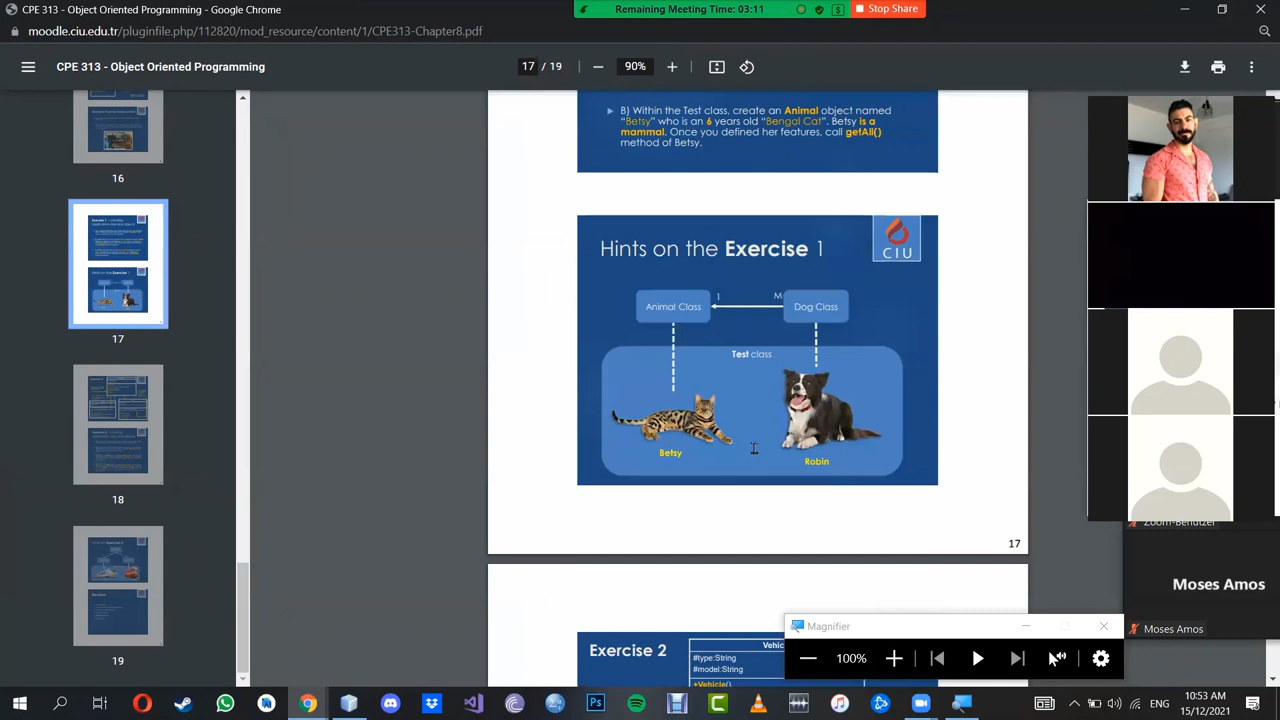 CPE 313 - Object Oriented Programming - Google Chrome
Remaining Meeting Time: 03:11
Stop Share
moodle.ciu.edu.tr/pluginfile.php/112820/mod_resource/content/1/CPE313-Chapter8.pdf
CPE 313 - Object Oriented Programming
17 / 19
90%
B) Within the Test class, create an Animal object named
"Betsy" who is an 6 years old "Bengal Cat". Betsy is a
mammal. Once you defined her features, call getAll()
method of Betsy.
16
Hints on the Exercise 1
CIU
1
M
Animal Class
Dog Class
Test class
Betsy
Robin
17
17
18
19
Exercise 2
Vehic
#type:String
#model:String
+Vehicle()
Zoom-Benutzer
Moses Amos
Moses Amos
Magnifier
100%
ENG
10:53 AM
15/12/2021